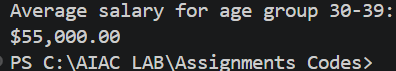 Average salary for age group 30-39:
$55,000.00
PS C:\AIAC LAB\Assignments Codes>